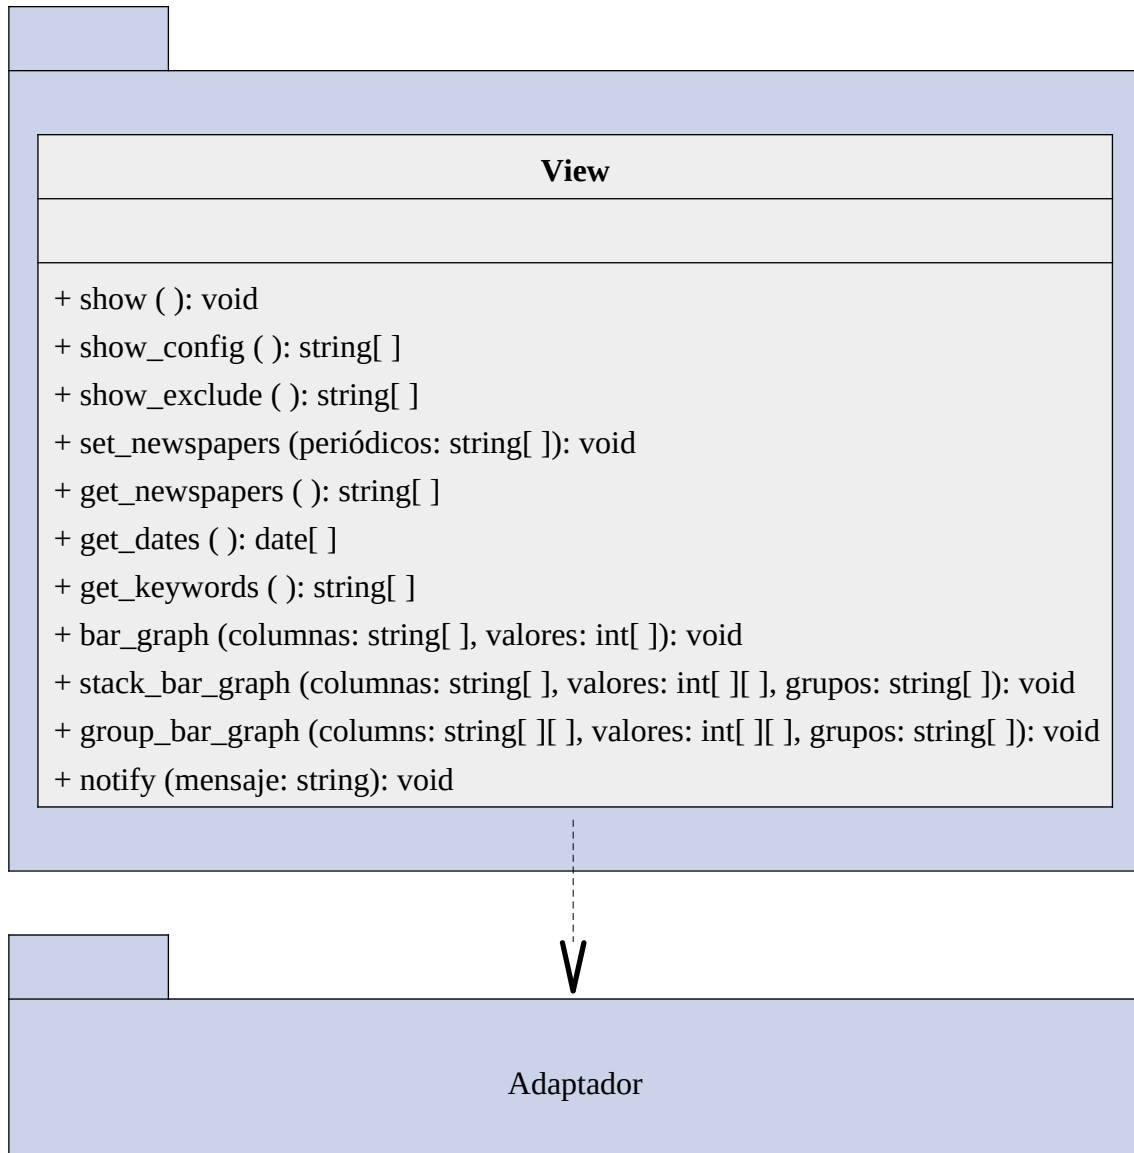 View
+ show ( ): void
+ show_config ( ): string[ ]
+ show_exclude ( ): string[ ]
+ set_newspapers (periódicos: string[ ]): void
+ get_newspapers ( ): string[ ]
+ get_dates ( ): date[ ]
+ get_keywords ( ): string[ ]
+ bar_graph (columnas: string[ ], valores: int[ ]): void
+ stack_bar_graph (columnas: string[ ], valores: int[ ][ ], grupos: string[ ]): void
+ group_bar_graph (columns: string[ ][ ], valores: int[ ][ ], grupos: string[ ]): void
+ notify (mensaje: string): void
Adaptador